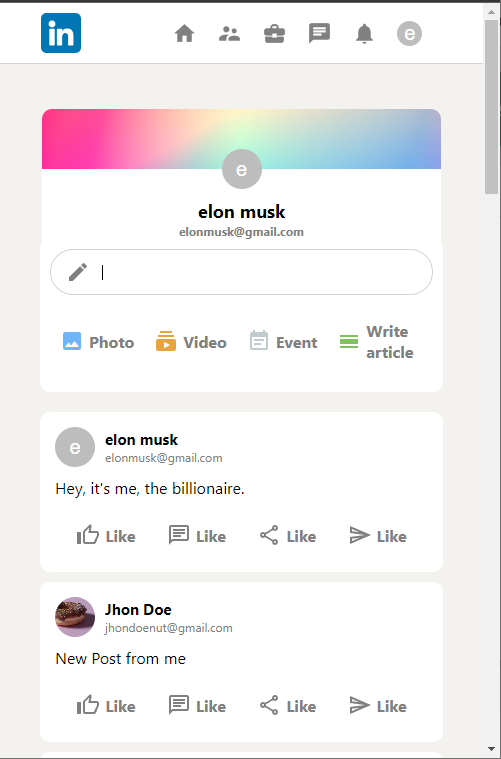 in
e
e
elon musk
elonmusk@gmail.com
Photo
Video
Event
Write
article
e
elon musk
elonmusk@gmail.com
Hey, it's me, the billionaire.
Like Like Like Like
Jhon Doe
jhondoenut@gmail.com
New Post from me
Like Like Like Like